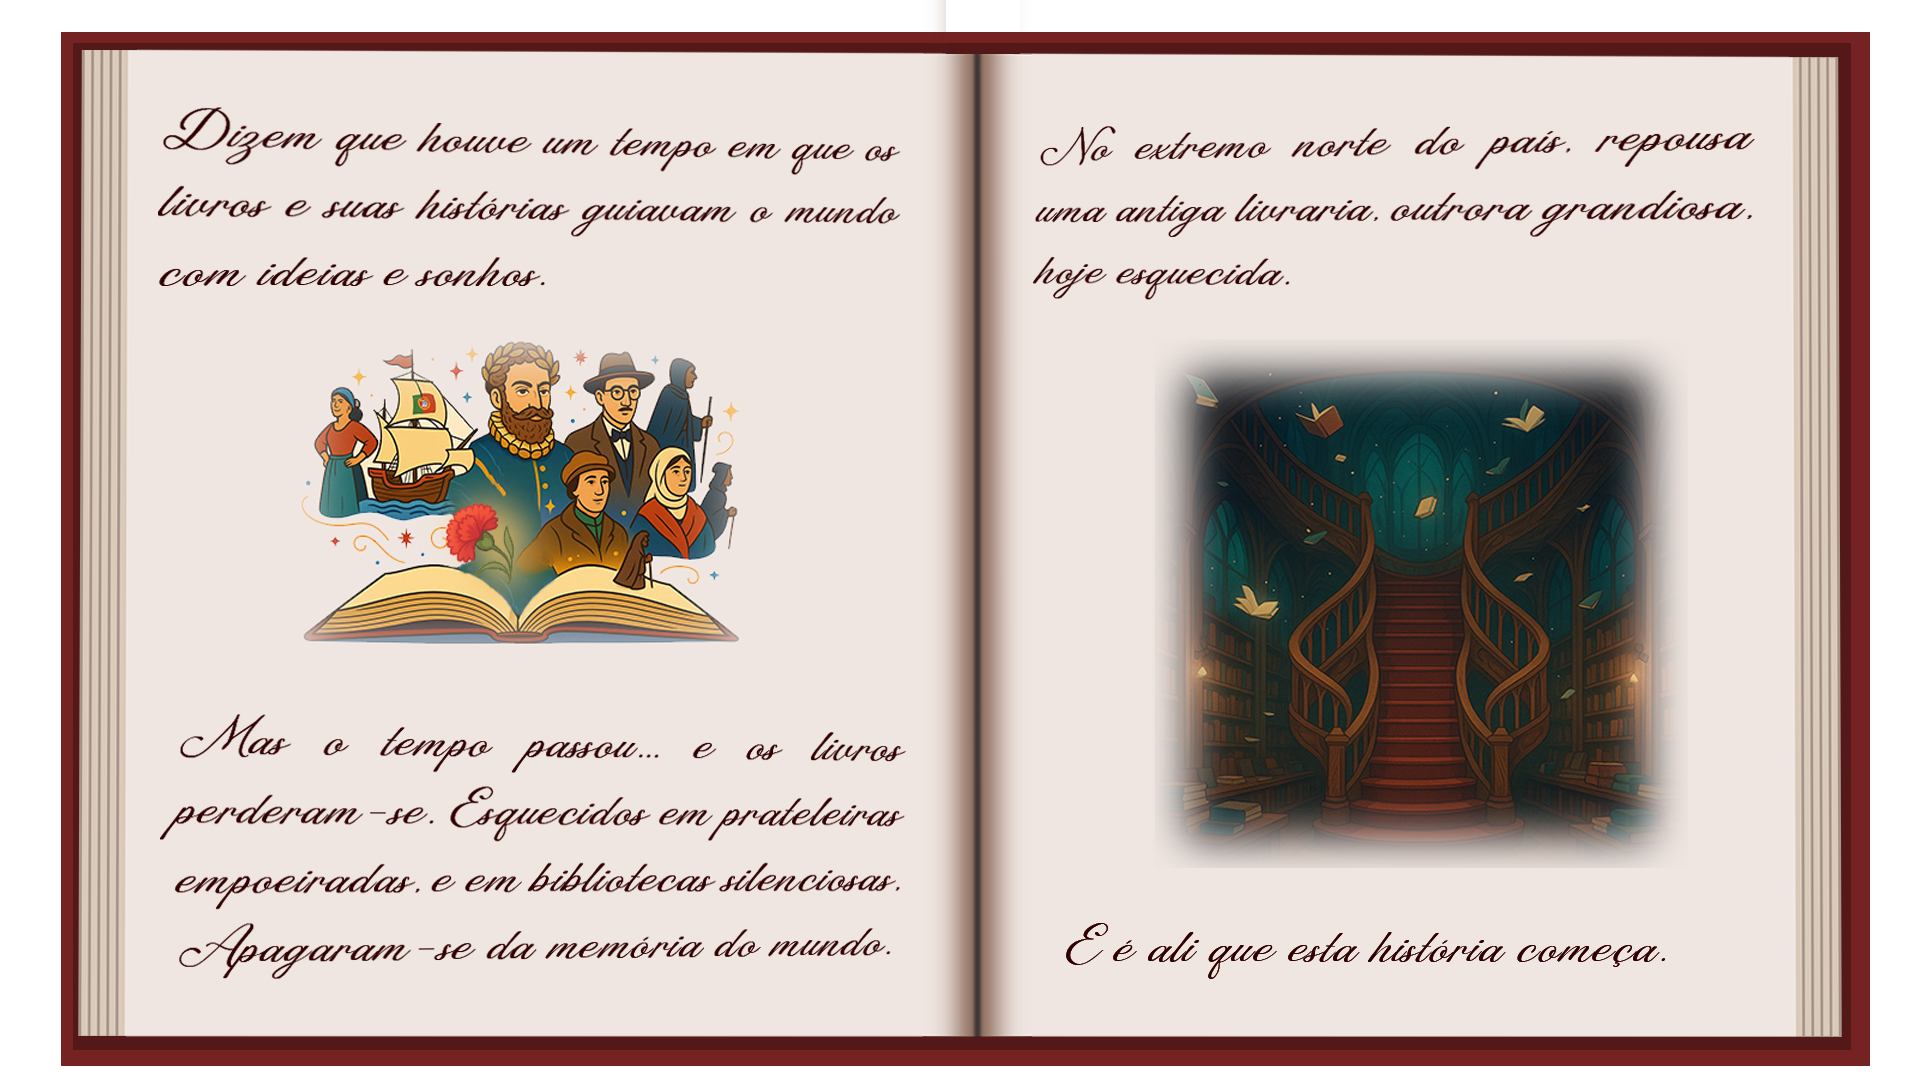 Dizem que houve um tempo em que os
livros e suas histórias guiavam o mundo
com ideias e sonhos.
Mas o tempo passou... e os livros
perderam-se. Esquecidos em prateleiras
empoeiradas, e em bibliotecas silenciosas.
Apagaram-se da memória do mundo.
No extremo norte do país, repousa
uma antiga livraria, outrora grandiosa,
hoje esquecida.
E é ali que esta história começa.